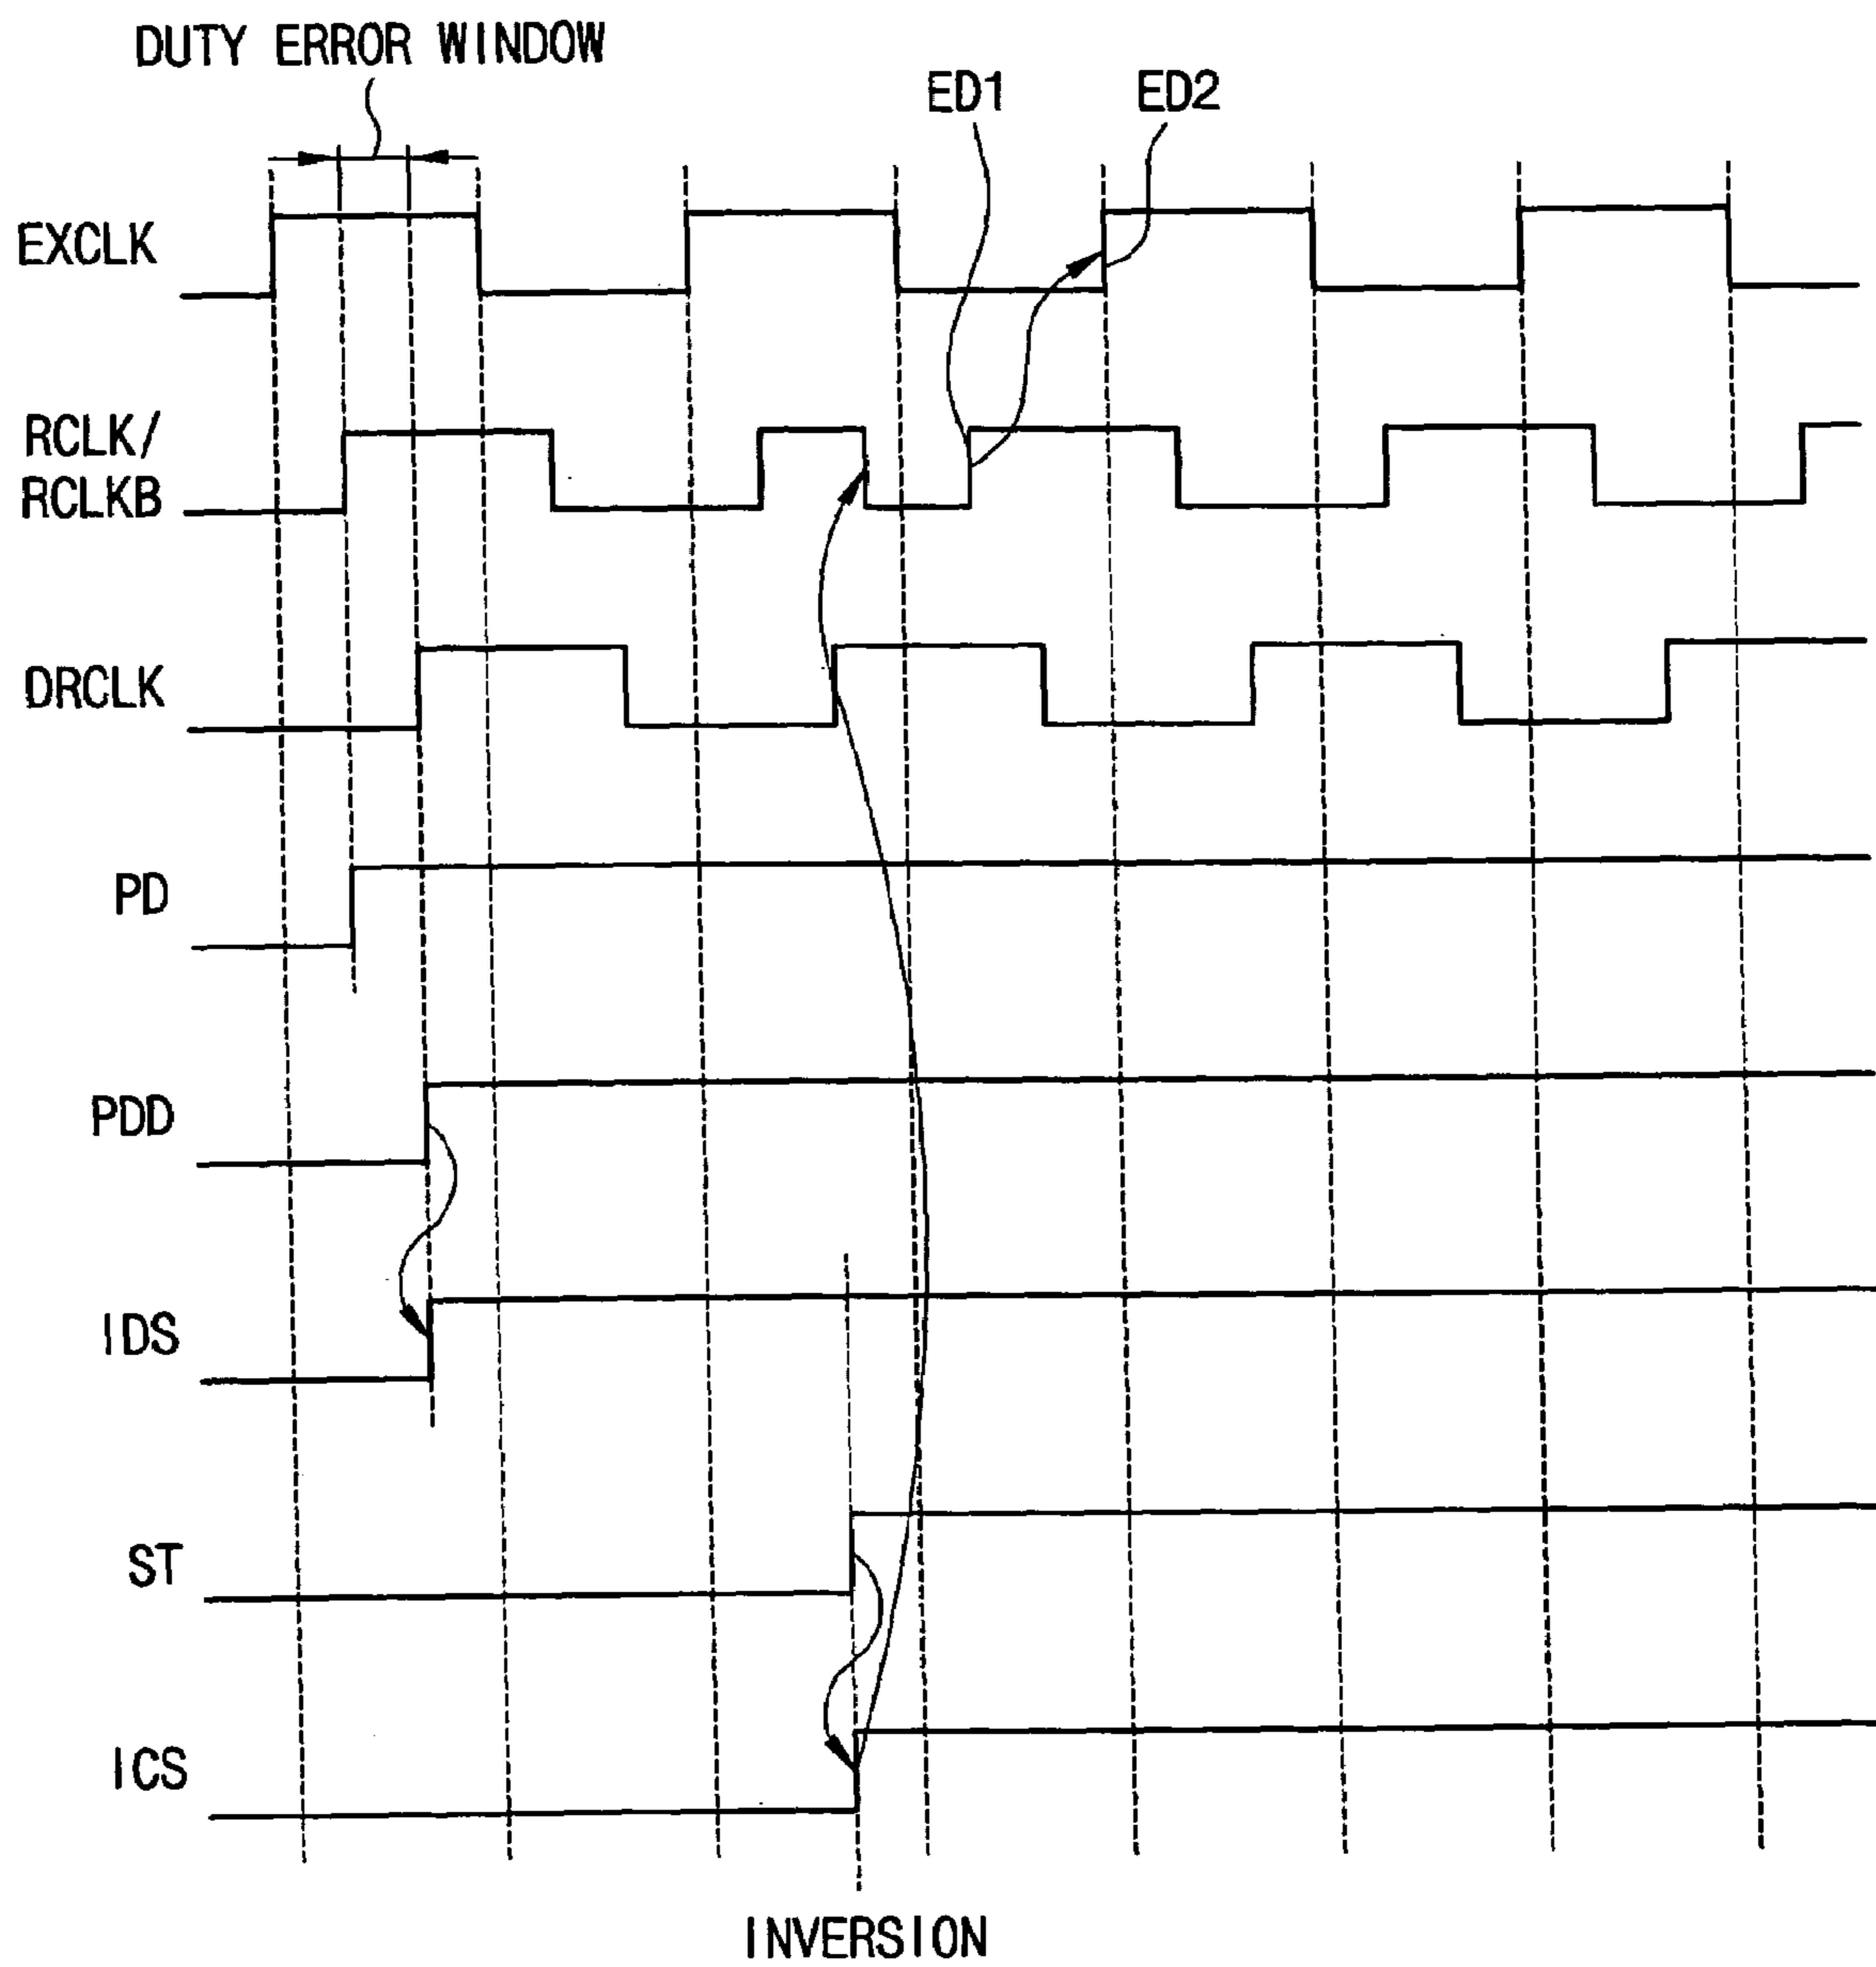 DUTY ERROR WINDOW
ED1
ED2
EXCLK
RCLK/
RCLKB
DRCLK
PD
PDD
IDS
ST
ICS
INVERSION